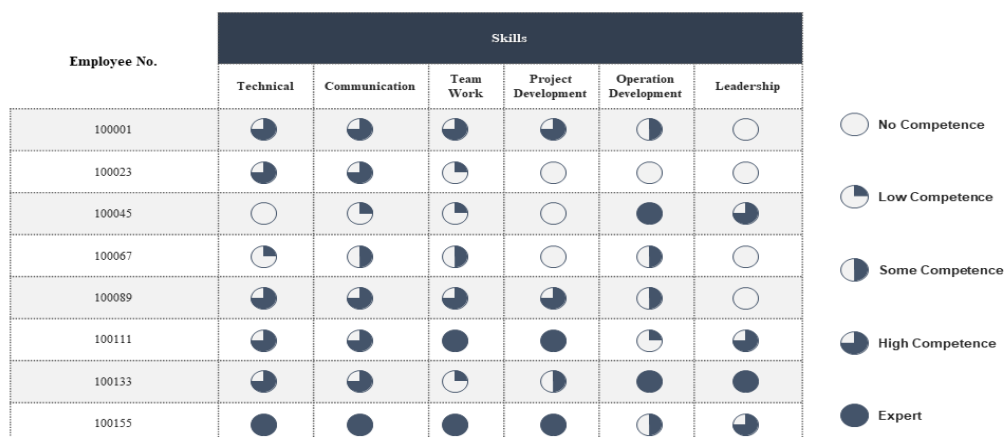 Skills
Employee No.
Technical
Communication
Team
Work
Project
Development
Operation
Development
Leadership
100001
100023
100045
100067
100089
100111
100133
100155
No Competence
Low Competence
Some Competence
High Competence
Expert